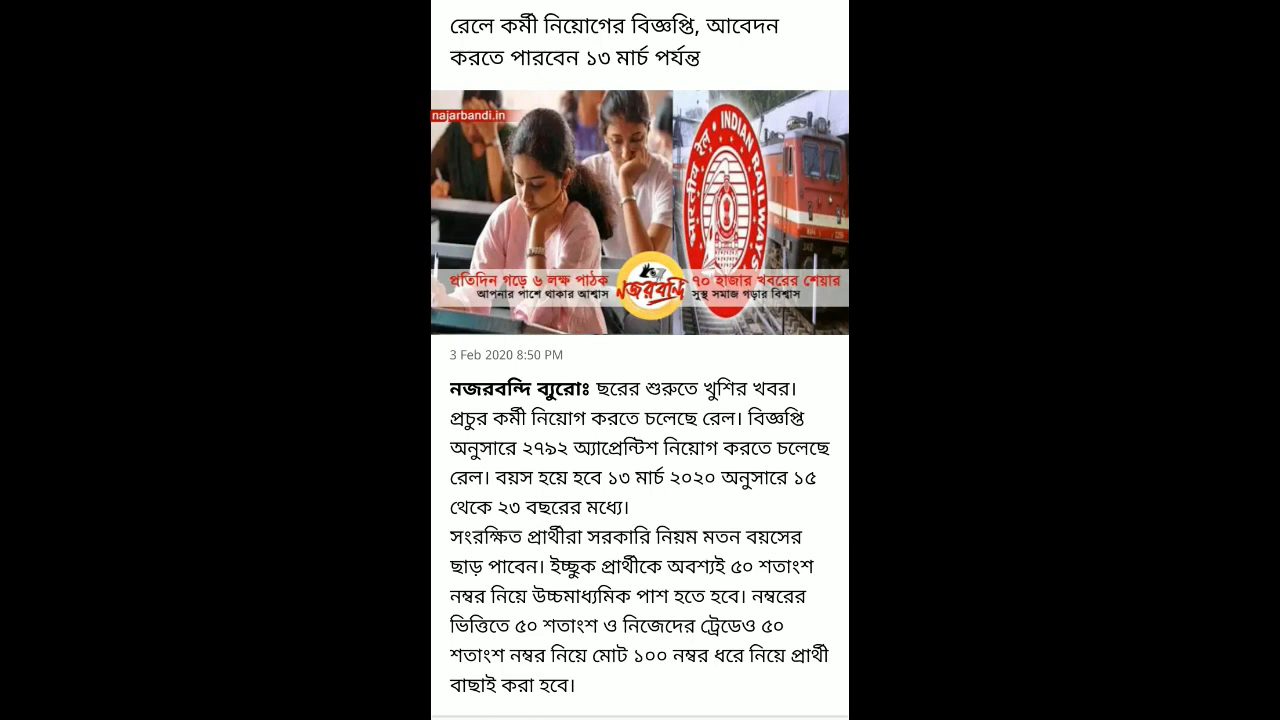 রেলে কর্মী নিয়োগের বিজ্ঞপ্তি, আবেদন
করতে পারবেন ১৩ মার্চ পর্যন্ত
najarbandi.in
भारतीय रेल • INDIAN RAILWAYS
প্রতিদিন গড়ে ৬ লক্ষ পাঠক
আপনার পাশে থাকার আশ্বাস
নজরবন্দি
৭০ হাজার খবরের শেয়ার
সুস্থ সমাজ গড়ার বিশ্বাস
3 Feb 2020 8:50 PM
নজরবন্দি ব্যুরোঃ ছরের শুরুতে খুশির খবর।
প্রচুর কর্মী নিয়োগ করতে চলেছে রেল। বিজ্ঞপ্তি
অনুসারে ২৭৯২ অ্যাপ্রেন্টিশ নিয়োগ করতে চলেছে
রেল। বয়স হয়ে হবে ১৩ মার্চ ২০২০ অনুসারে ১৫
থেকে ২৩ বছরের মধ্যে।
সংরক্ষিত প্রার্থীরা সরকারি নিয়ম মতন বয়সের
ছাড় পাবেন। ইচ্ছুক প্রার্থীকে অবশ্যই ৫০ শতাংশ
নম্বর নিয়ে উচ্চমাধ্যমিক পাশ হতে হবে। নম্বরের
ভিত্তিতে ৫০ শতাংশ ও নিজেদের ট্রেডেও ৫০
শতাংশ নম্বর নিয়ে মোট ১০০ নম্বর ধরে নিয়ে প্রার্থী
বাছাই করা হবে।